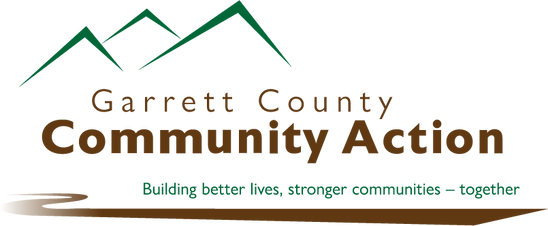 Garrett County
Community Action
Building better lives, stronger communities – together